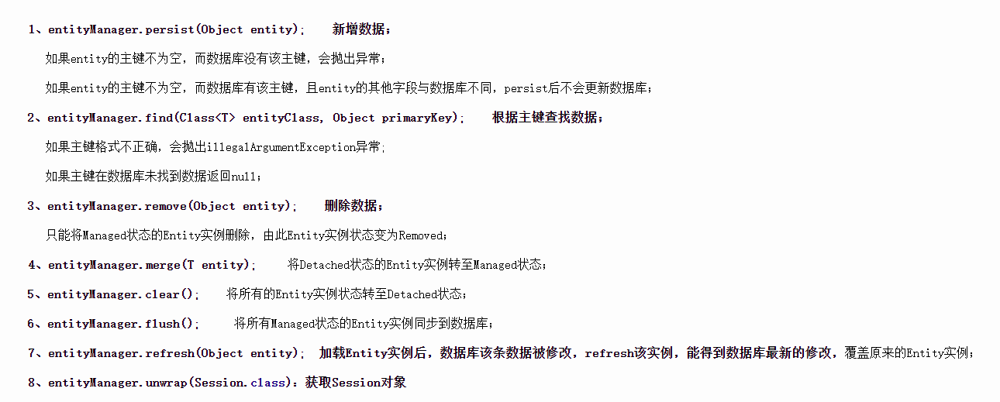 1、entityManager.persist(Object entity);    新增数据；
如果entity的主键不为空，而数据库没有该主键，会抛出异常；
如果entity的主键不为空，而数据库有该主键，且entity的其他字段与数据库不同，persist后不会更新数据库；
2、entityManager.find(Class<T> entityClass, Object primaryKey);    根据主键查找数据；
如果主键格式不正确，会抛出illegalArgumentException异常;
如果主键在数据库未找到数据返回null；
3、entityManager.remove(Object entity);    删除数据；
只能将Managed状态的Entity实例删除，由此Entity实例状态变为Removed；
4、entityManager.merge(T entity);    将Detached状态的Entity实例转至Managed状态；
5、entityManager.clear();    将所有的Entity实例状态转至Detached状态；
6、entityManager.flush();    将所有Managed状态的Entity实例同步到数据库；
7、entityManager.refresh(Object entity);  加载Entity实例后，数据库该条数据被修改，refresh该实例，能得到数据库最新的修改，覆盖原来的Entity实例；
8、entityManager.unwrap(Session.class)：获取Session对象